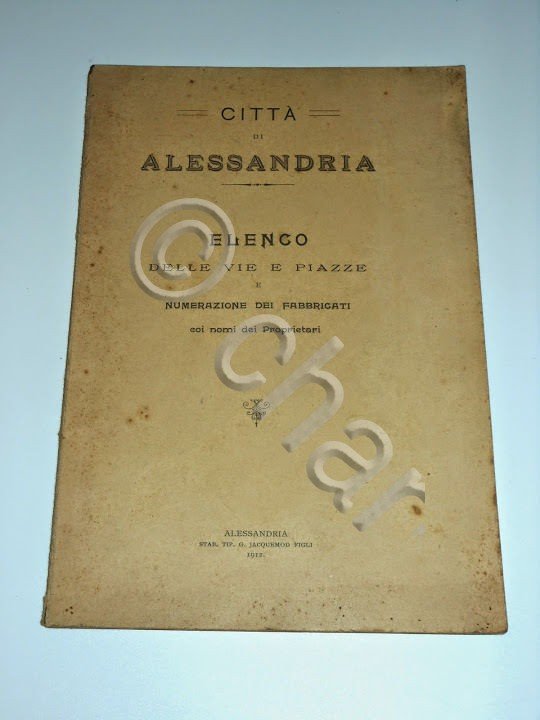 CITTÀ
DI
ALESSANDRIA
ELENCO
DELLE VIE E PIAZZE
E
NUMERAZIONE DEI FABBRICATI
coi nomi dei Proprietari
ALESSANDRIA
STAB. TIP. G. JACQUEMOD FIGLI
1912.
© char